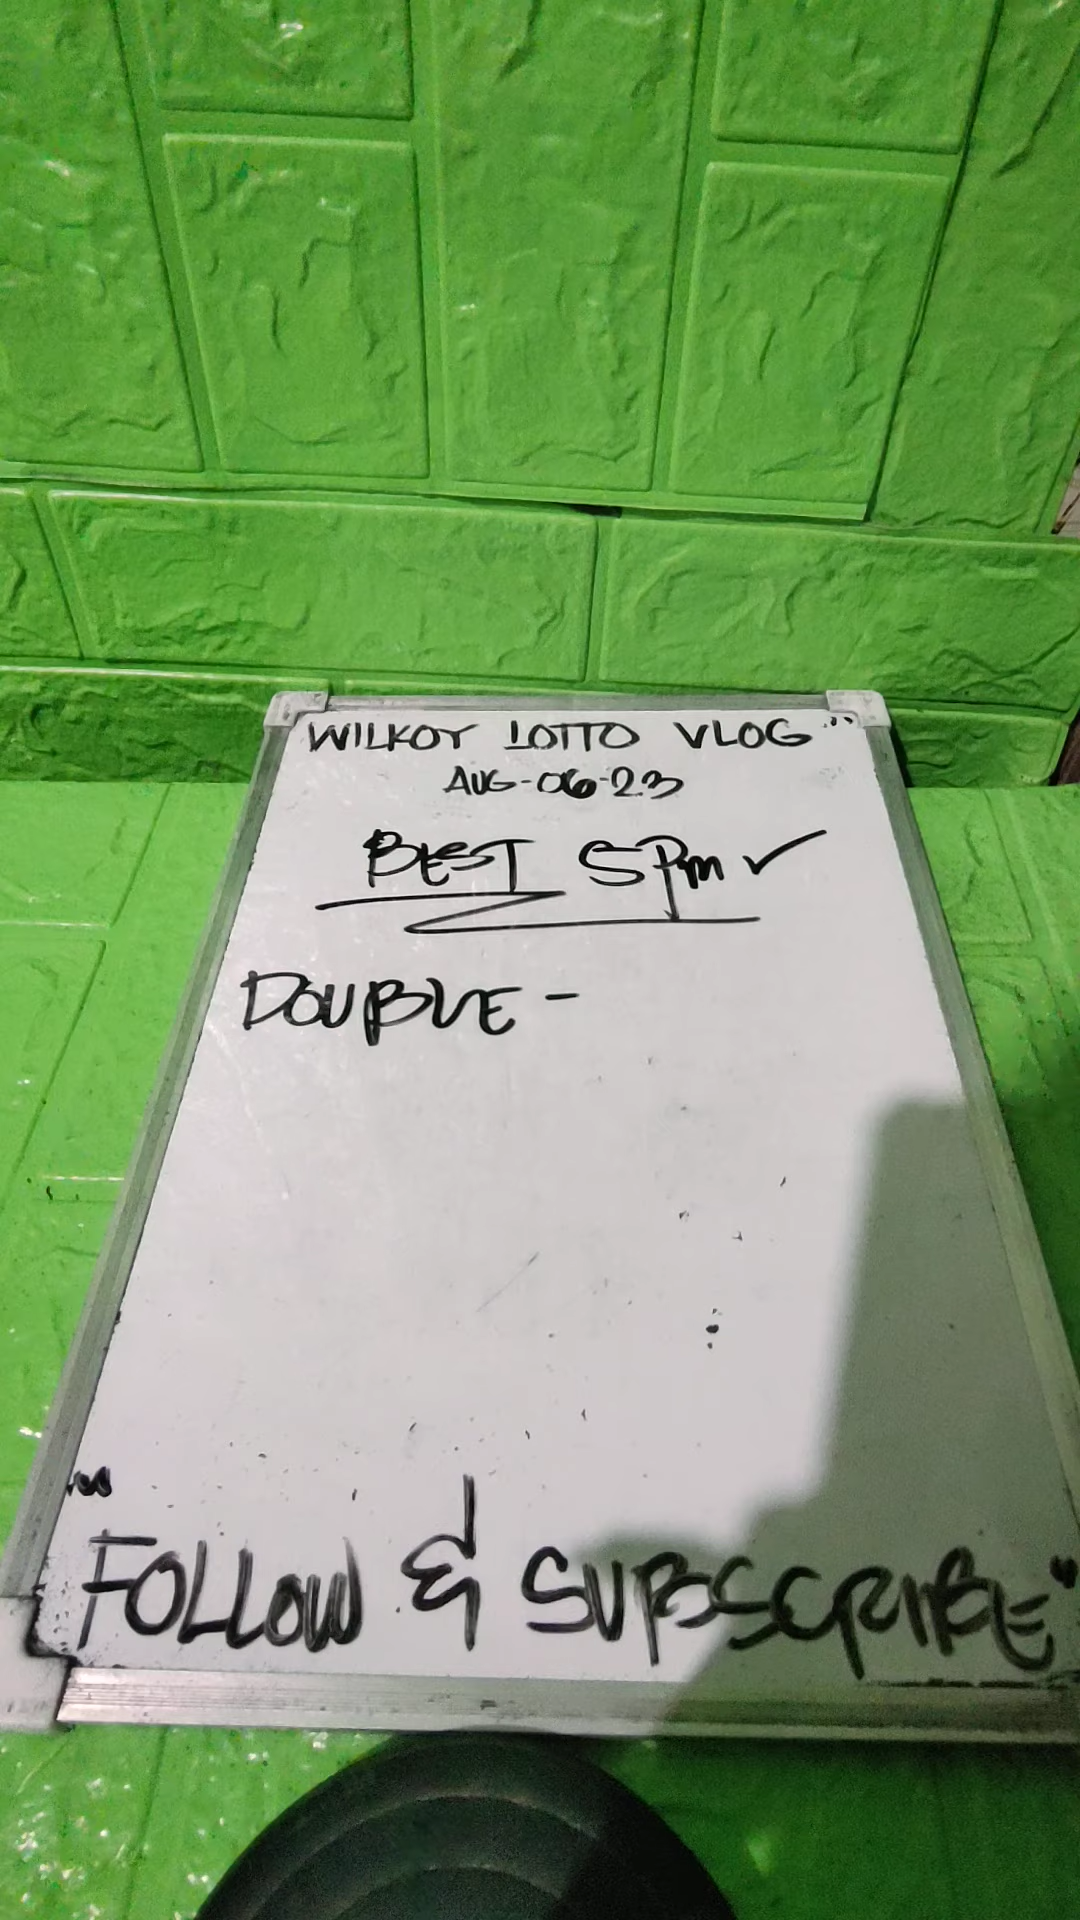 WILKOY LOTTO VLOG"
AUG-06-23
BEST 5Pm ✓
DOUBLE -
"FOLLOW & SUBSCRIBE"